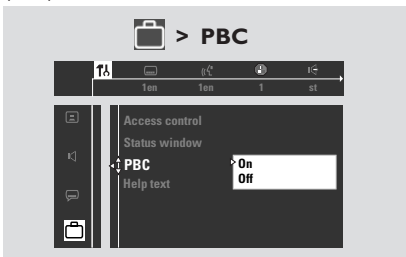 > PBC
1en 1en 1 st
Access control
Status window
PBC
On
Off
Help text